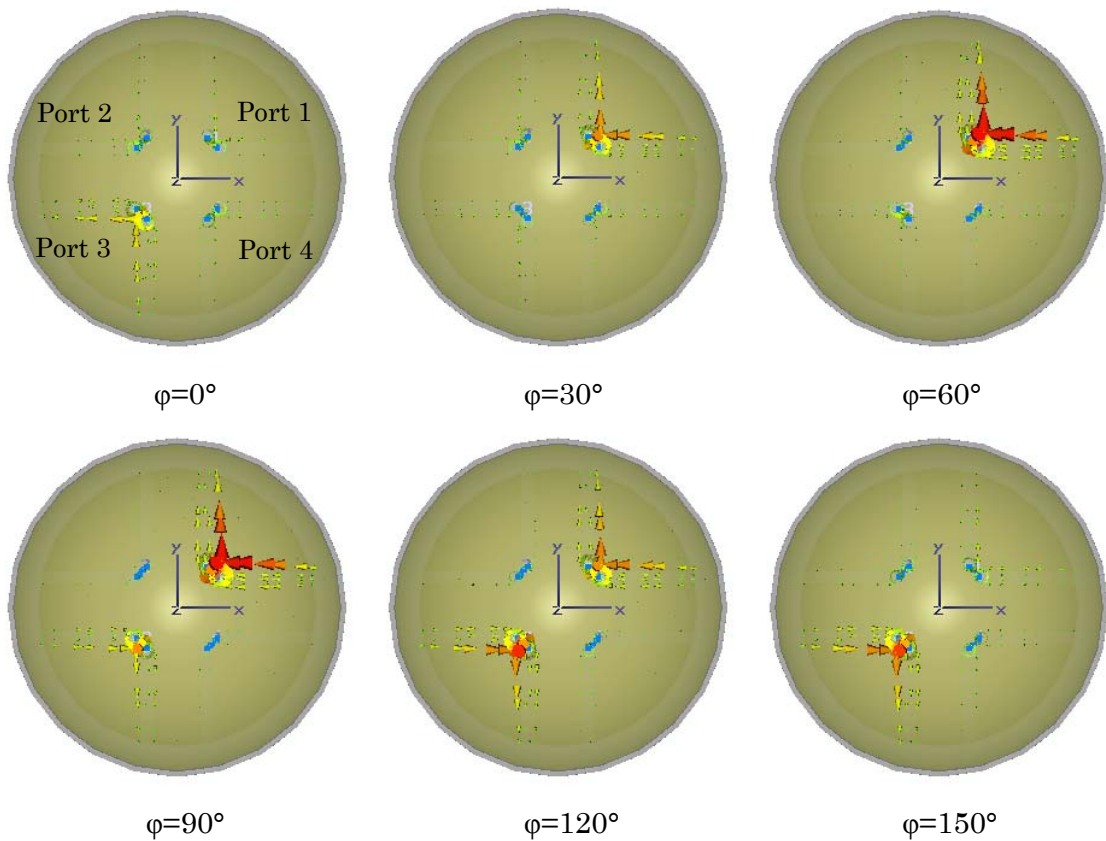 Port 2 Port 1
y
z x
Port 3 Port 4
y
z x
y
z x
φ=0° φ=30° φ=60°
y
z x
y
z x
y
z x
φ=90° φ=120° φ=150°